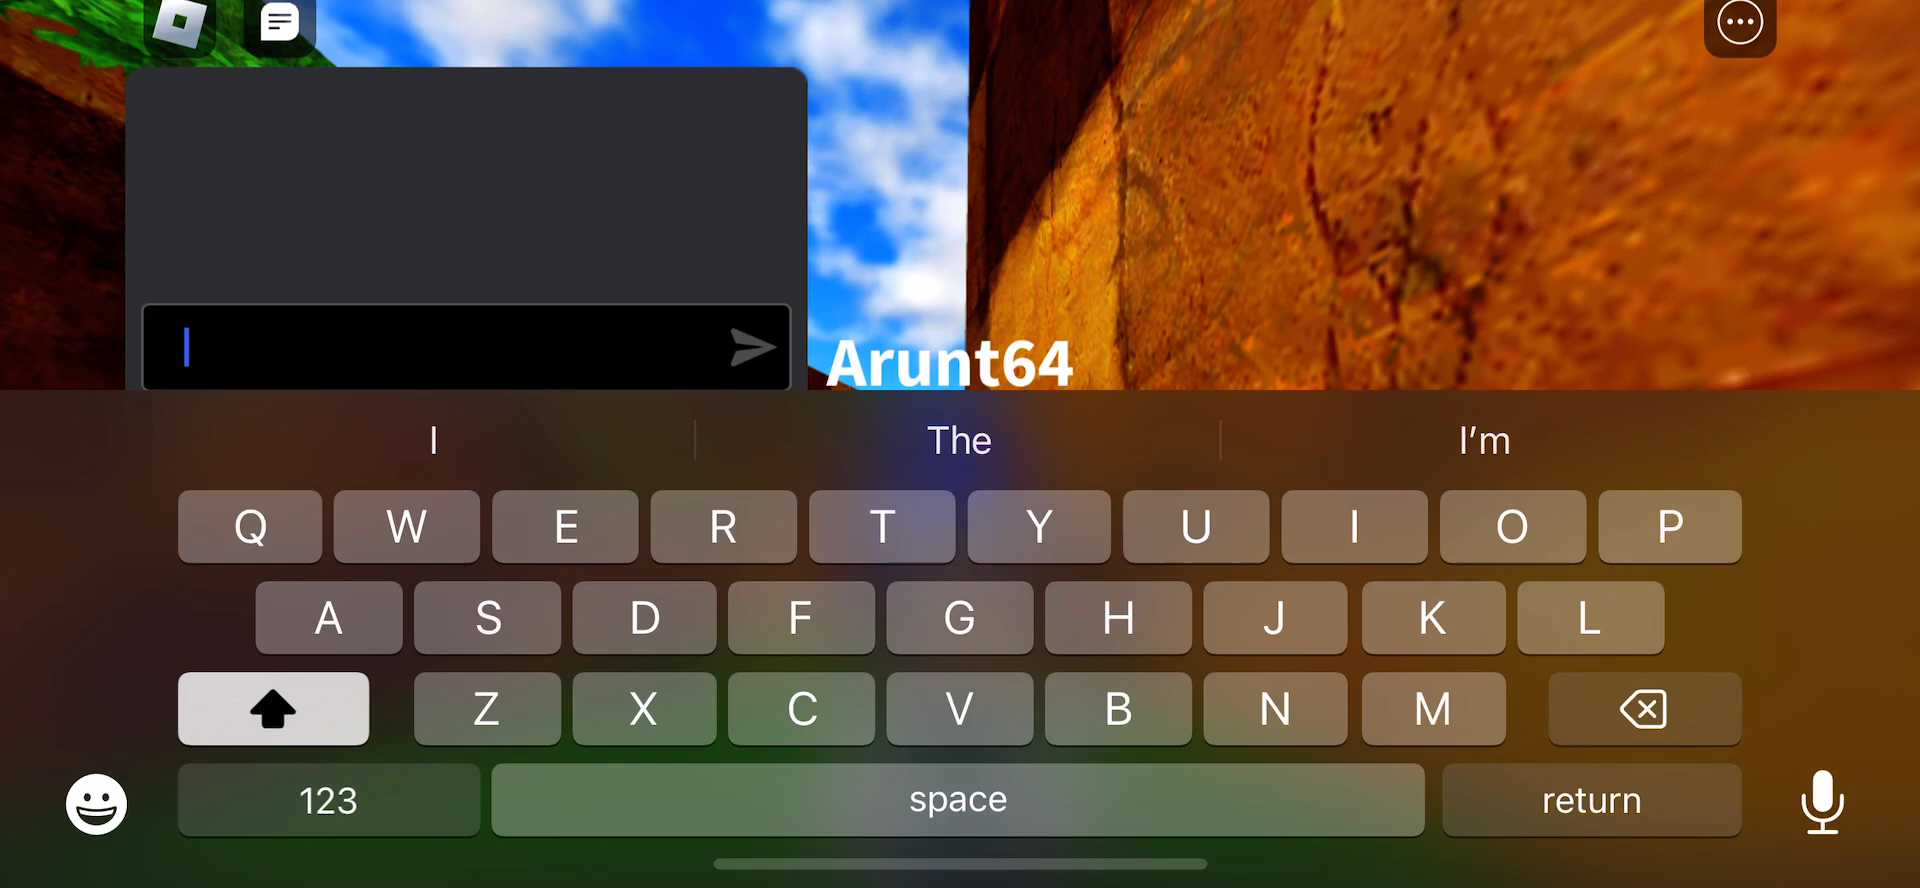 Arunt64
I
The
I’m
Q W E R T Y U I O P
A S D F G H J K L
Z X C V B N M
123
space
return